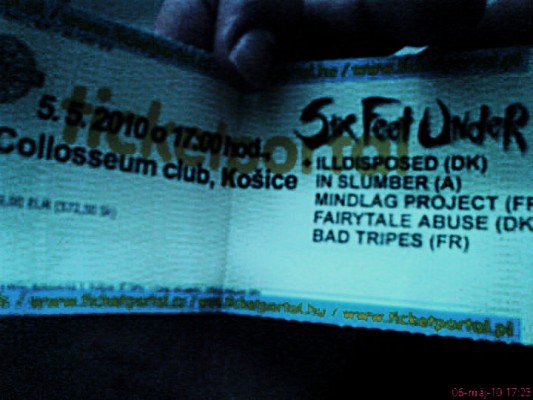 5. 5. 2010 o 17:00 hod.,
Collosseum club, Košice
ticketportal
Six Feet Under
+ ILLDISPOSED (DK)
IN SLUMBER (A)
MINDLAG PROJECT (FR
FAIRYTALE ABUSE (DK
BAD TRIPES (FR)
www.ticketportal.cz / www.ticketportal.hu / www.ticketportal.pl
06-máj-10 17:23